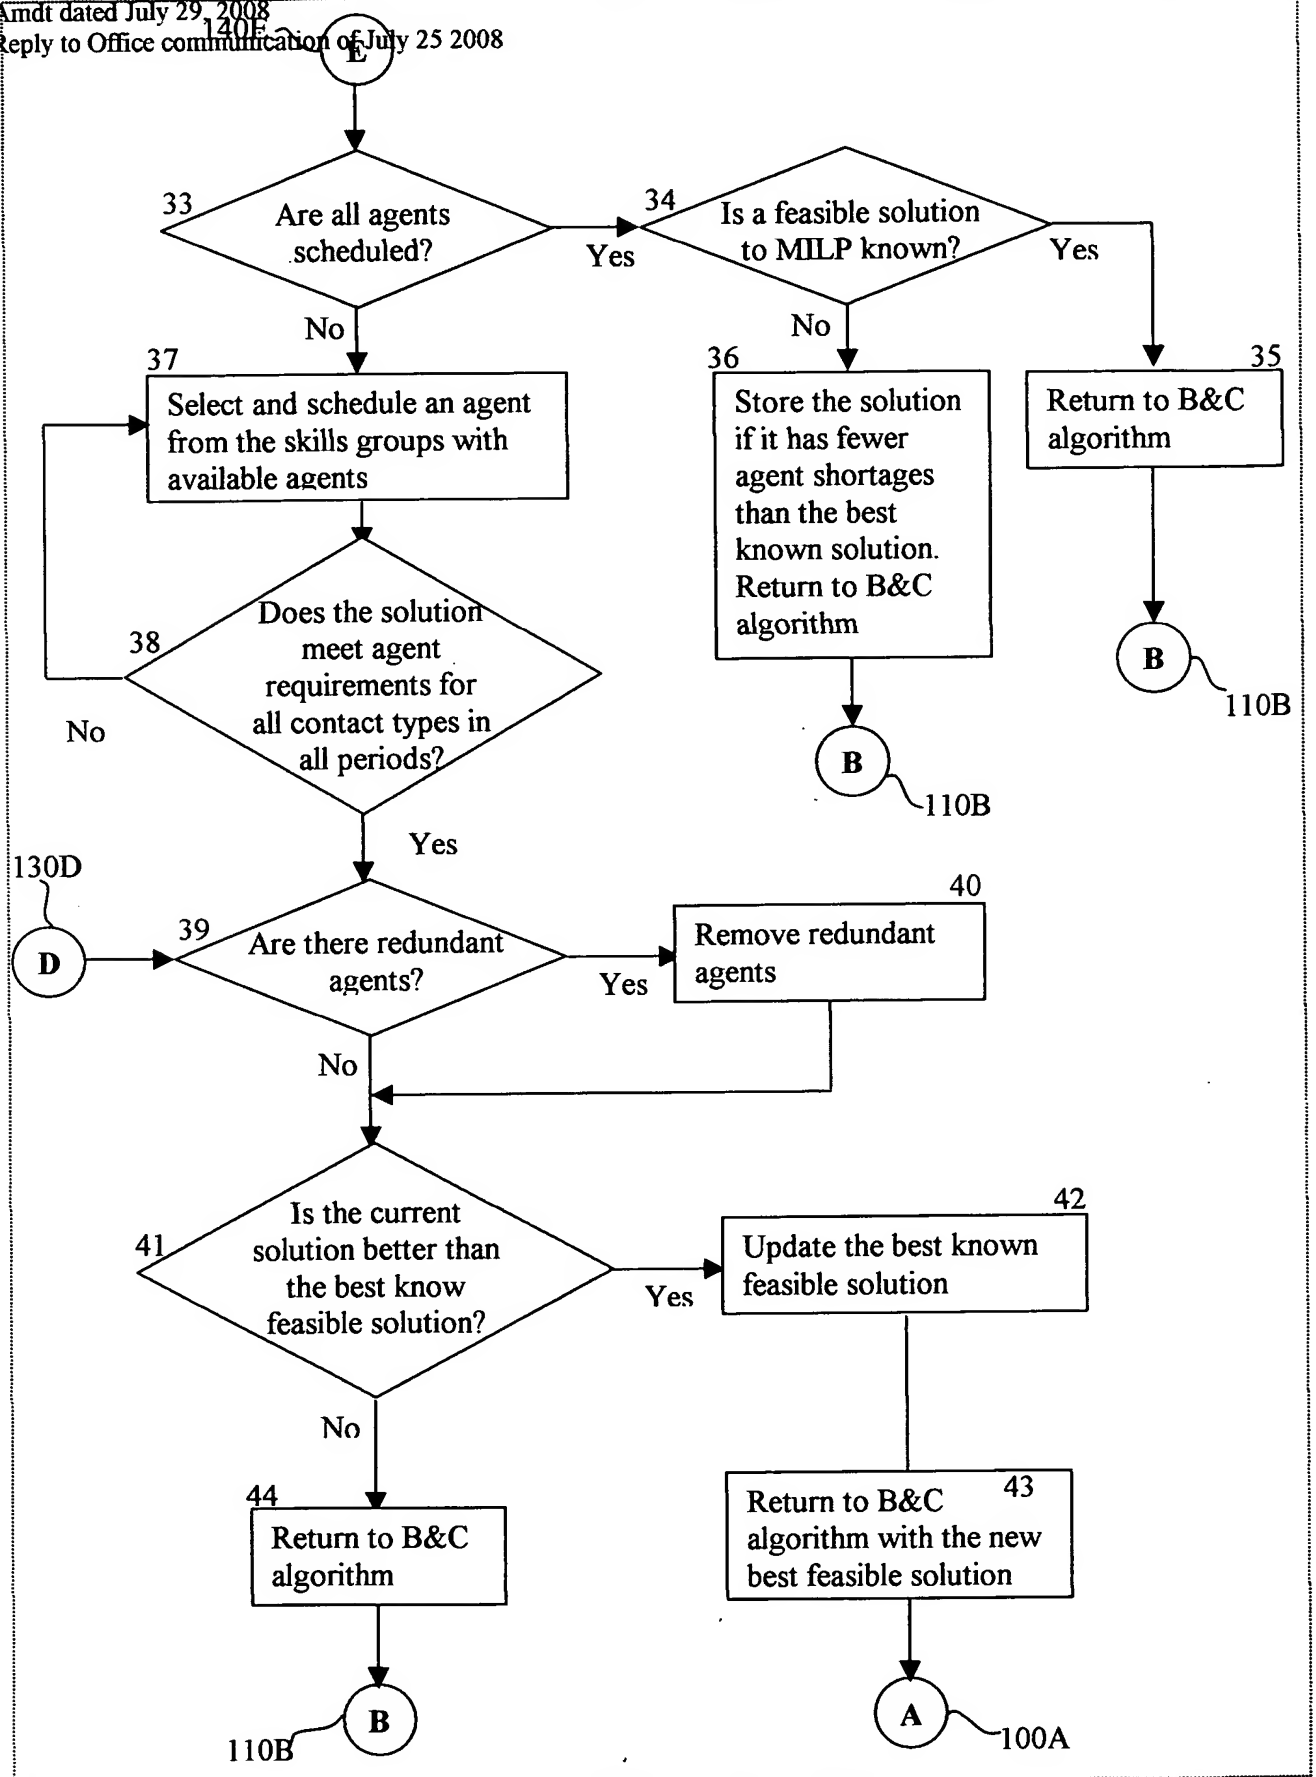 Amdt dated July 29, 2008
Reply to Office communication of July 25 2008
140E
E
33
Are all agents
scheduled?
Yes
No
34
Is a feasible solution
to MILP known?
Yes
No
37
Select and schedule an agent
from the skills groups with
available agents
36
Store the solution
if it has fewer
agent shortages
than the best
known solution.
Return to B&C
algorithm
35
Return to B&C
algorithm
B
110B
B
110B
38
Does the solution
meet agent
requirements for
all contact types in
all periods?
No
Yes
130D
D
39
Are there redundant
agents?
Yes
No
40
Remove redundant
agents
41
Is the current
solution better than
the best know
feasible solution?
Yes
No
42
Update the best known
feasible solution
44
Return to B&C
algorithm
43
Return to B&C
algorithm with the new
best feasible solution
B
110B
A
100A